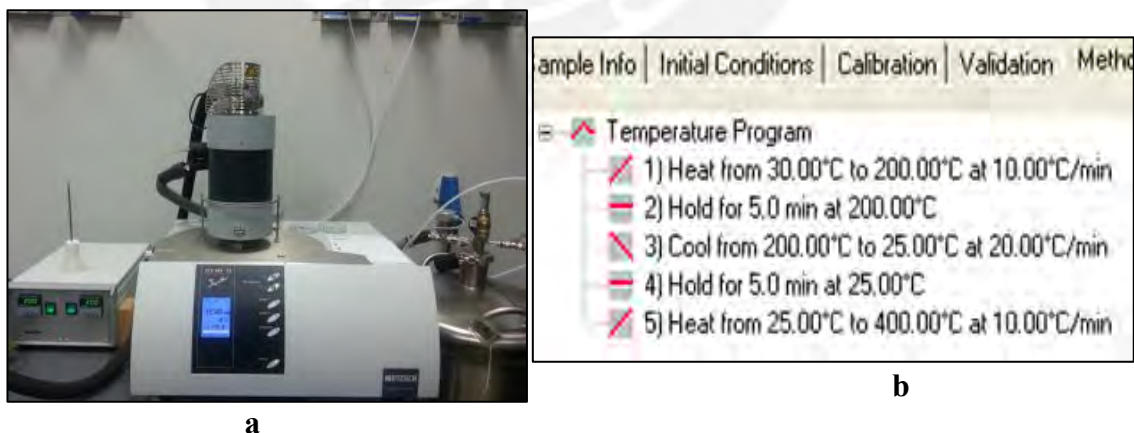 ample Info | Initial Conditions | Calibration | Validation Metho
Temperature Program
1) Heat from 30.00°C to 200.00°C at 10.00°C/min
2) Hold for 5.0 min at 200.00°C
3) Cool from 200.00°C to 25.00°C at 20.00°C/min
4) Hold for 5.0 min at 25.00°C
5) Heat from 25.00°C to 400.00°C at 10.00°C/min
NETZSCH
a
b